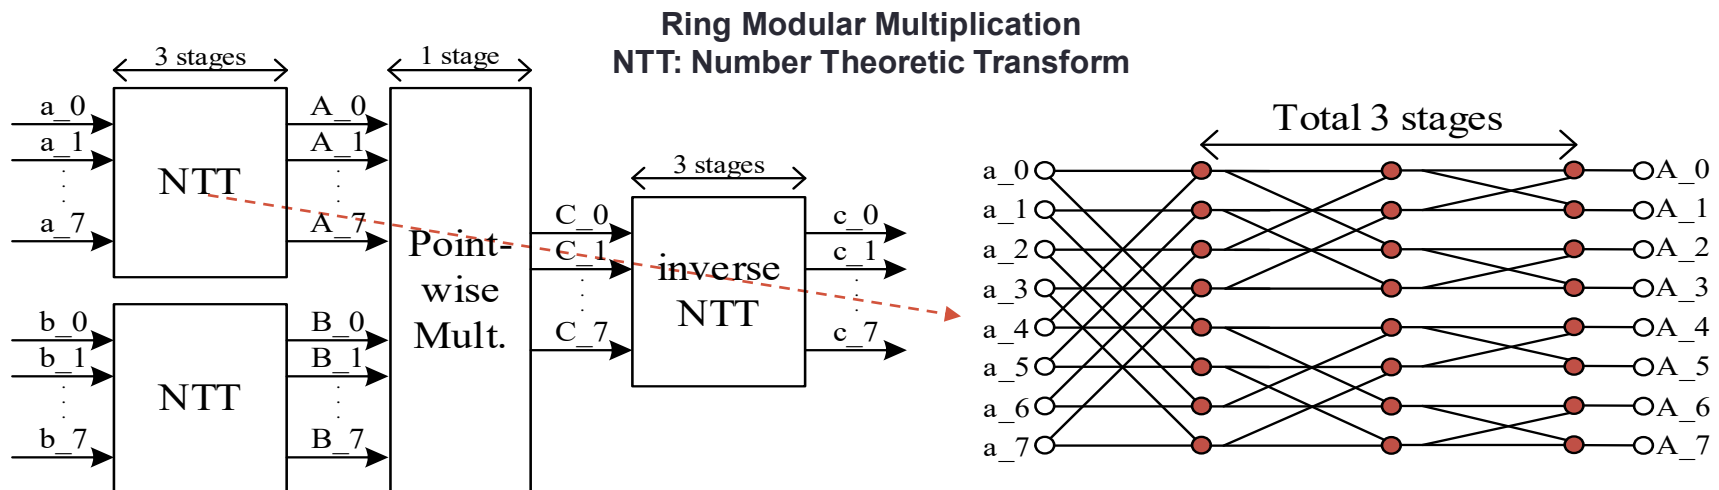 Ring Modular Multiplication
NTT: Number Theoretic Transform
3 stages
1 stage
a_0
a_1
a_7
NTT
A_0
A_1
A_7
b_0
b_1
b_7
NTT
B_0
B_1
B_7
Point-
wise
Mult.
C_0
C_1
C_7
3 stages
inverse
NTT
c_0
c_1
c_7
Total 3 stages
a_0
a_1
a_2
a_3
a_4
a_5
a_6
a_7
A_0
A_1
A_2
A_3
A_4
A_5
A_6
A_7